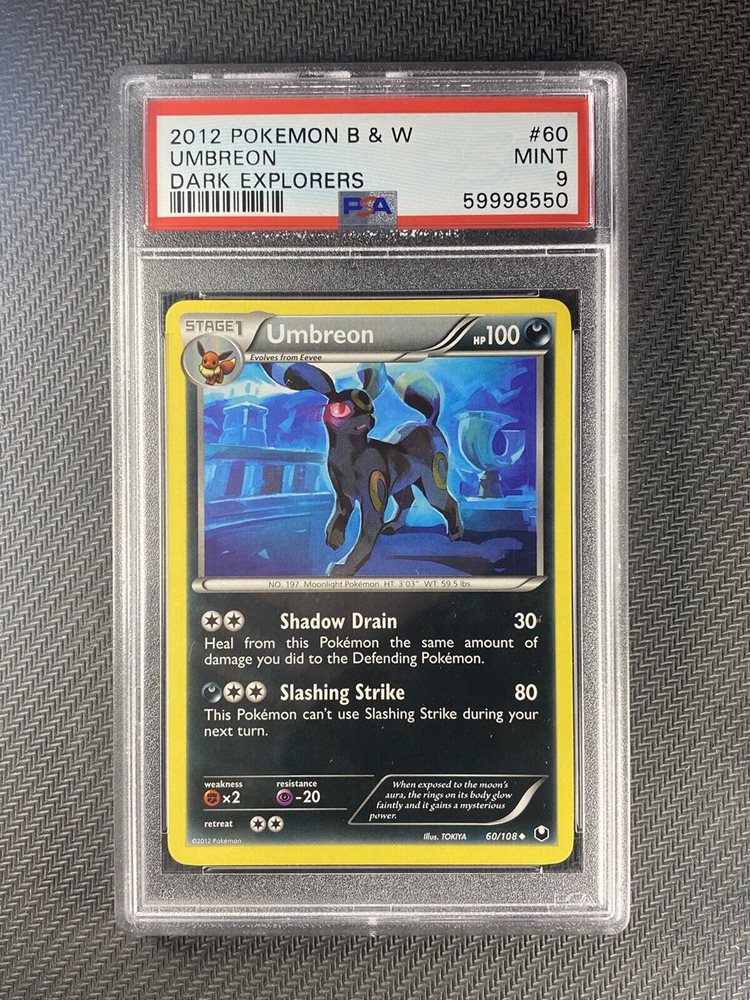 2012 POKEMON B & W #60
UMBREON MINT
DARK EXPLORERS 9
PSA 59998550
STAGE1 Umbreon HP100
Evolves from Eevee
NO. 197 Moonlight Pokémon HT: 3'03" WT: 59.5 lbs.
Shadow Drain 30
Heal from this Pokémon the same amount of
damage you did to the Defending Pokémon.
Slashing Strike 80
This Pokémon can't use Slashing Strike during your
next turn.
weakness resistance
x2 -20
retreat
When exposed to the moon's
aura, the rings on its body glow
faintly and it gains a mysterious
power.
©2012 Pokémon Illus. TOKIYA 60/108